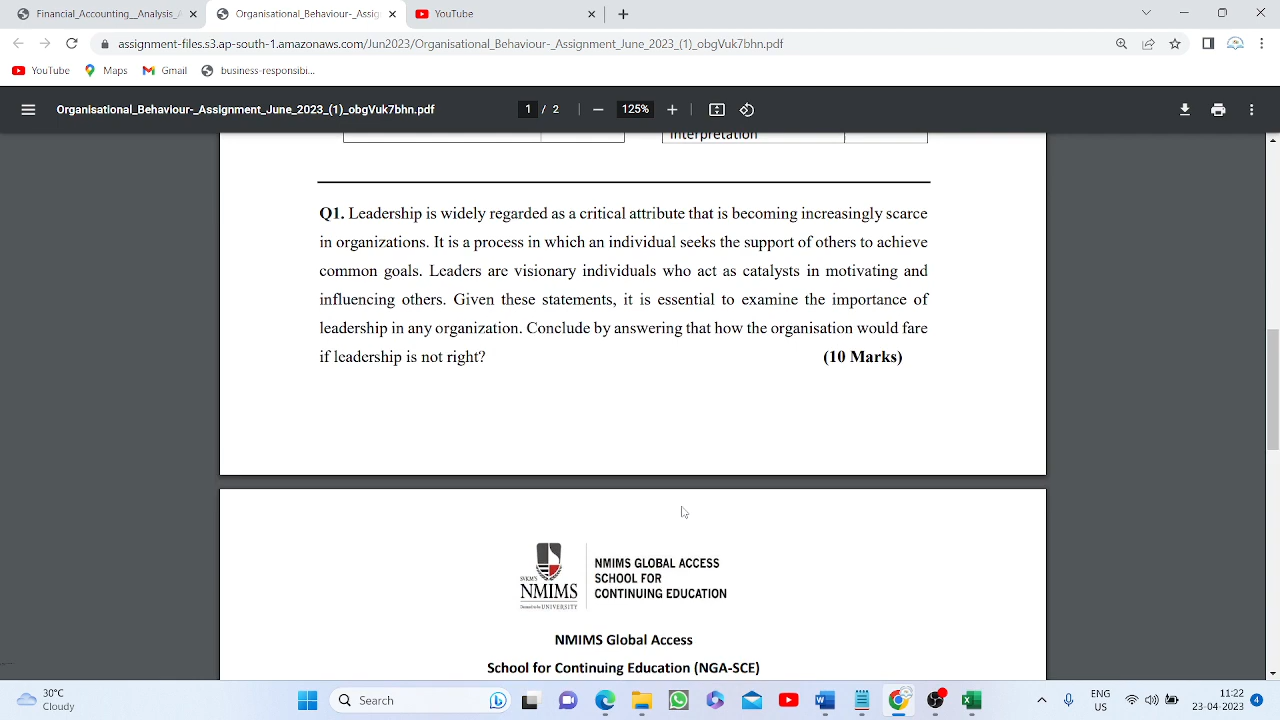 Financial_Accounting__Analysis_/
Organisational_Behaviour-_Assig
YouTube
assignment-files.s3.ap-south-1.amazonaws.com/Jun2023/Organisational_Behaviour-_Assignment_June_2023_(1)_obgVuk7bhn.pdf
YouTube
Maps
Gmail
business-responsibi...
Organisational_Behaviour-_Assignment_June_2023_(1)_obgVuk7bhn.pdf
1 / 2
125%
Interpretation
Q1. Leadership is widely regarded as a critical attribute that is becoming increasingly scarce
in organizations. It is a process in which an individual seeks the support of others to achieve
common goals. Leaders are visionary individuals who act as catalysts in motivating and
influencing others. Given these statements, it is essential to examine the importance of
leadership in any organization. Conclude by answering that how the organisation would fare
if leadership is not right? (10 Marks)
SVKM'S
NMIMS
Deemed-to-be UNIVERSITY
NMIMS GLOBAL ACCESS
SCHOOL FOR
CONTINUING EDUCATION
NMIMS Global Access
School for Continuing Education (NGA-SCE)
30°C
Cloudy
Search
ENG
US
11:22
23-04-2023
4